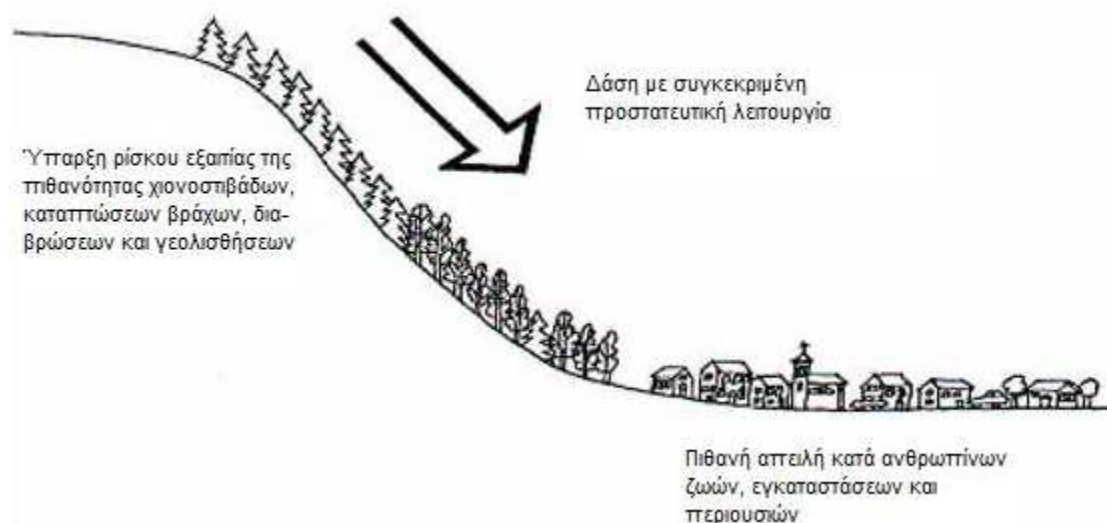 Δάση με συγκεκριμένη
προστατευτική λειτουργία
Ύπαρξη ρίσκου εξαιτίας της
πιθανότητας χιονοστιβάδων,
καταπτώσεων βράχων, δια-
βρώσεων και γεολισθήσεων
Πιθανή απειλή κατά ανθρωπίνων
ζωών, εγκαταστάσεων και
περιουσιών